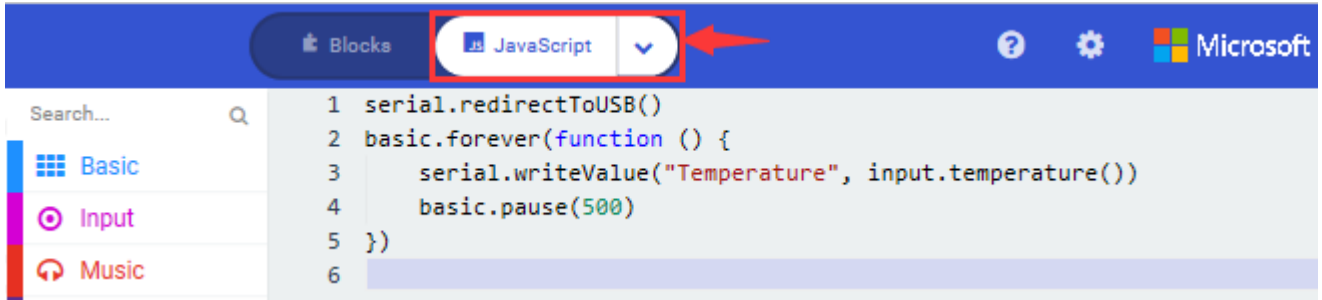 Blocks JS JavaScript ? Microsoft
Search...
Basic
Input
Music
1 serial.redirectToUSB()
2 basic.forever(function () {
3     serial.writeValue("Temperature", input.temperature())
4     basic.pause(500)
5 })
6